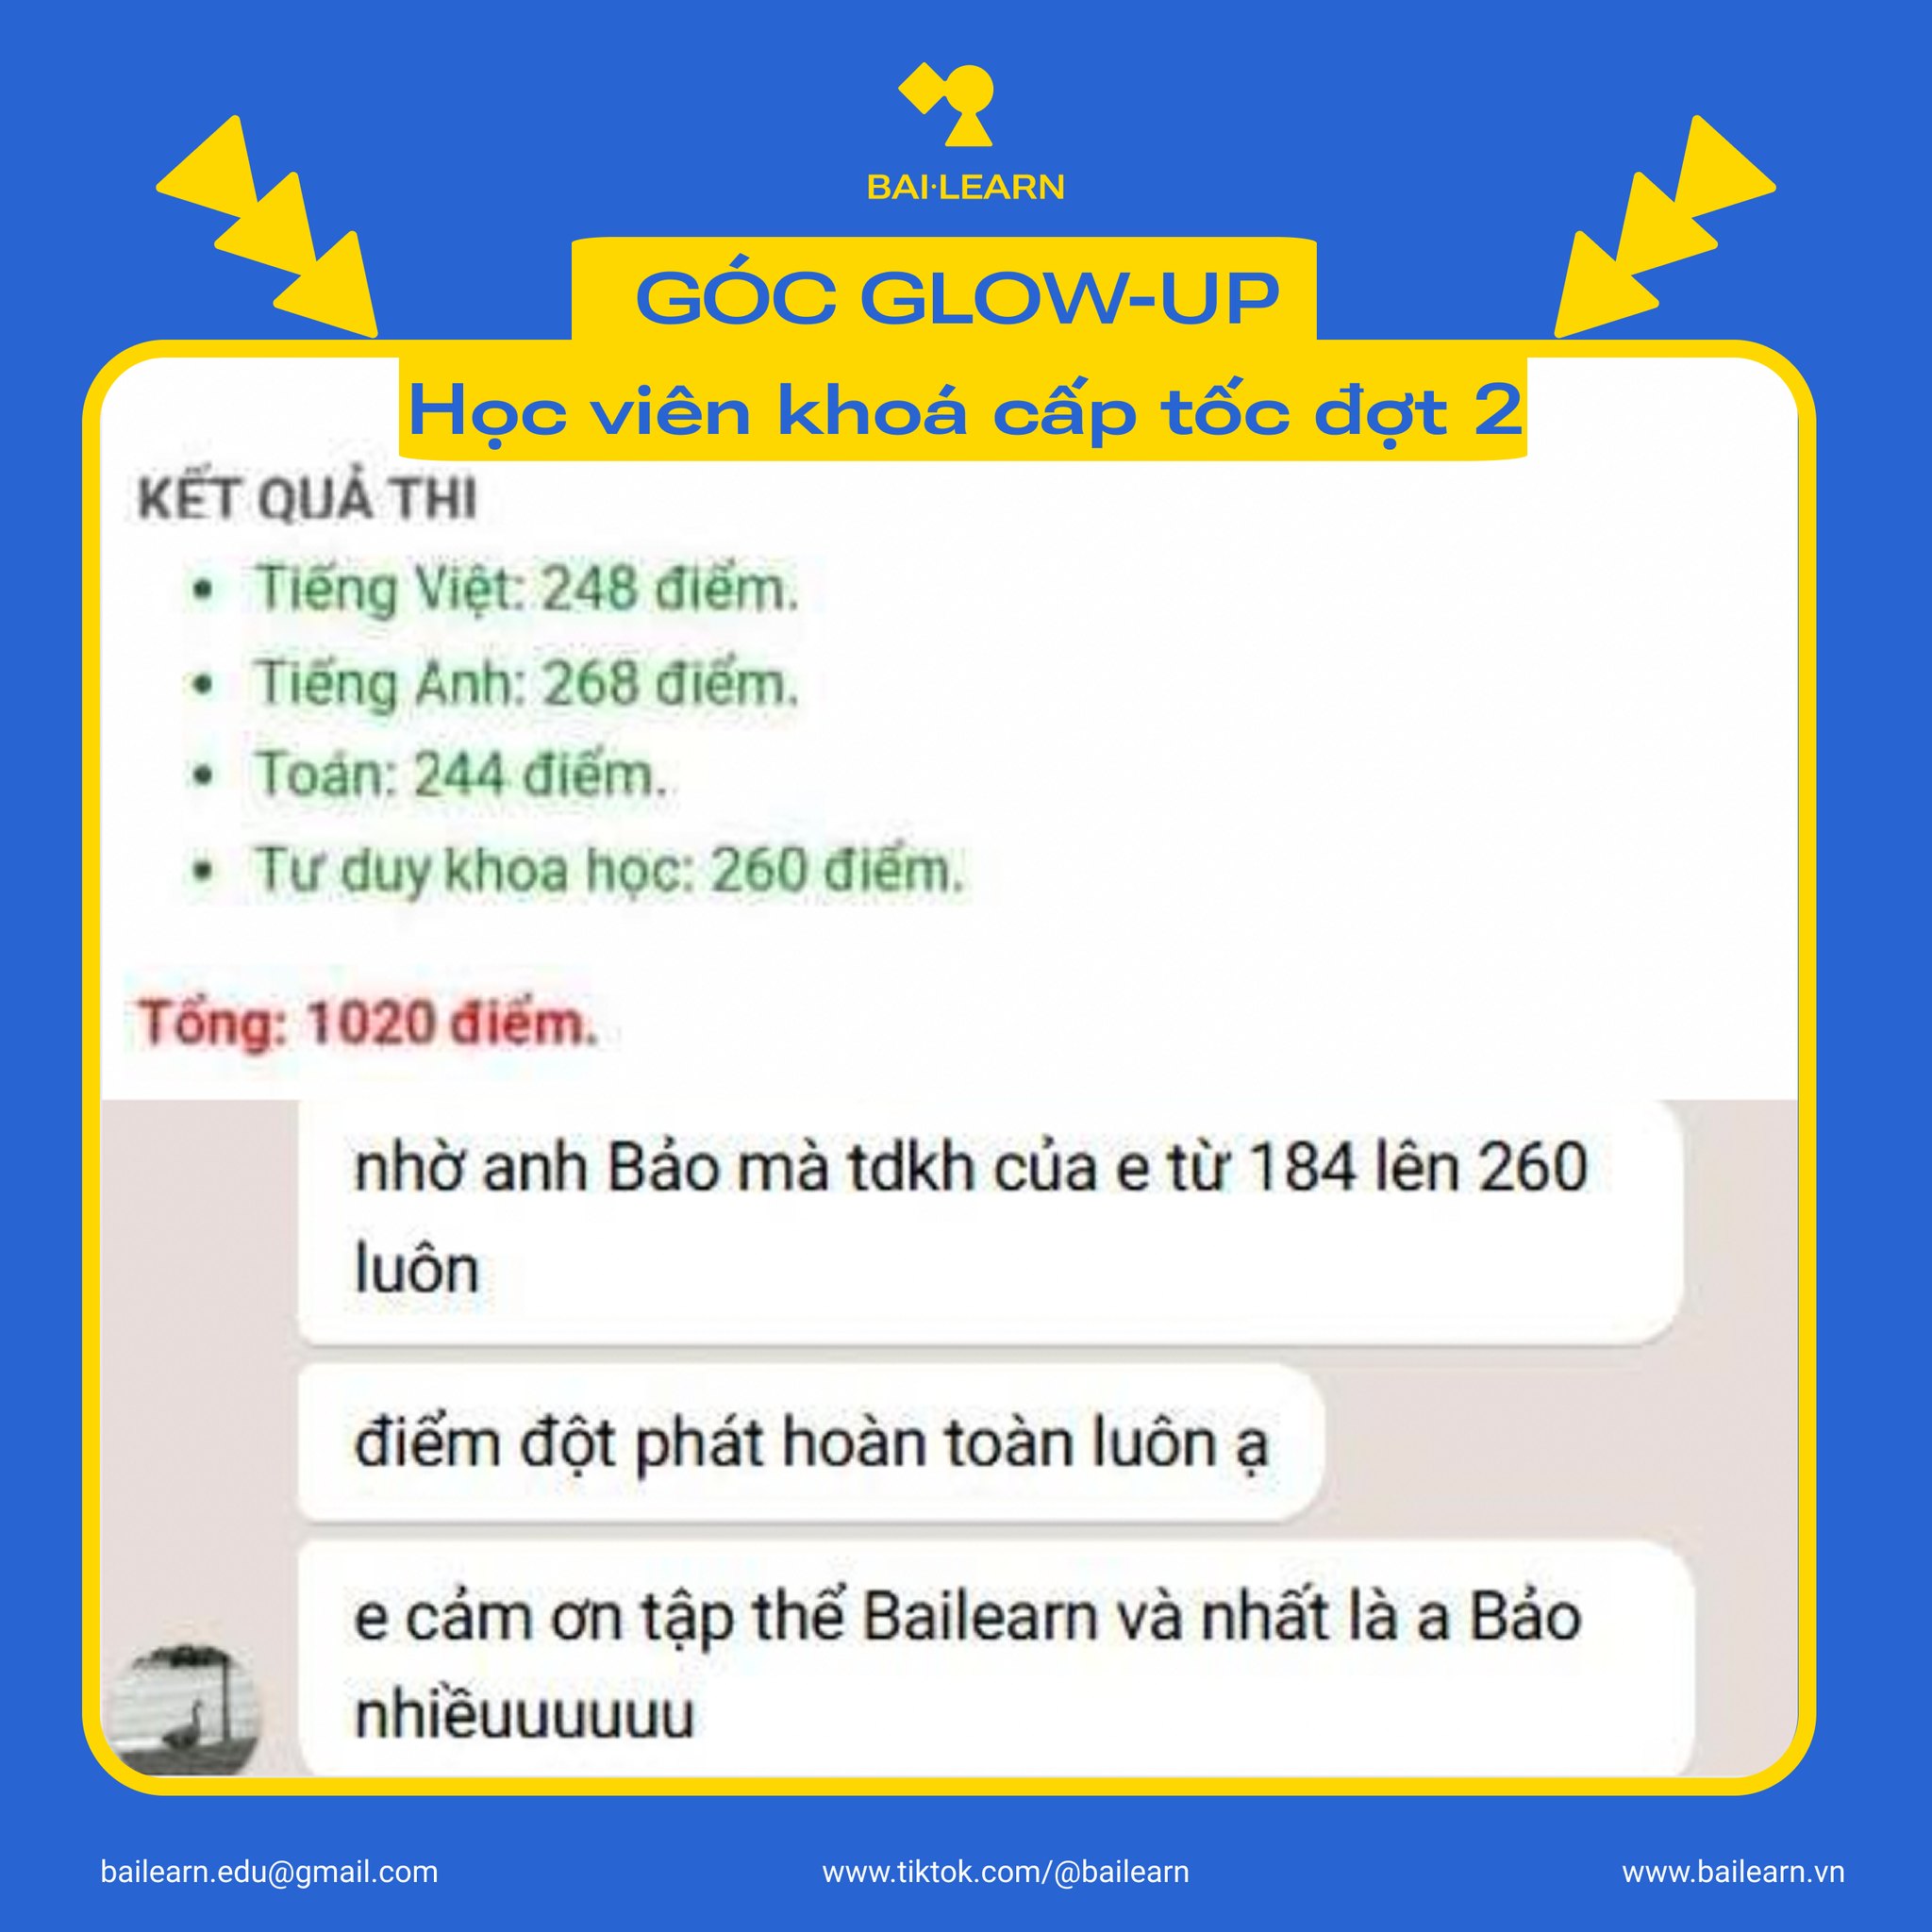 BAI·LEARN
GÓC GLOW-UP
Học viên khoá cấp tốc đợt 2
KẾT QUẢ THI
• Tiếng Việt: 248 điểm.
• Tiếng Anh: 268 điểm.
• Toán: 244 điểm.
• Tư duy khoa học: 260 điểm.
Tổng: 1020 điểm.
nhờ anh Bảo mà tdkh của e từ 184 lên 260
luôn
điểm đột phát hoàn toàn luôn ạ
e cảm ơn tập thể Bailearn và nhất là a Bảo
nhiềuuuuuu
bailearn.edu@gmail.com
www.tiktok.com/@bailearn
www.bailearn.vn